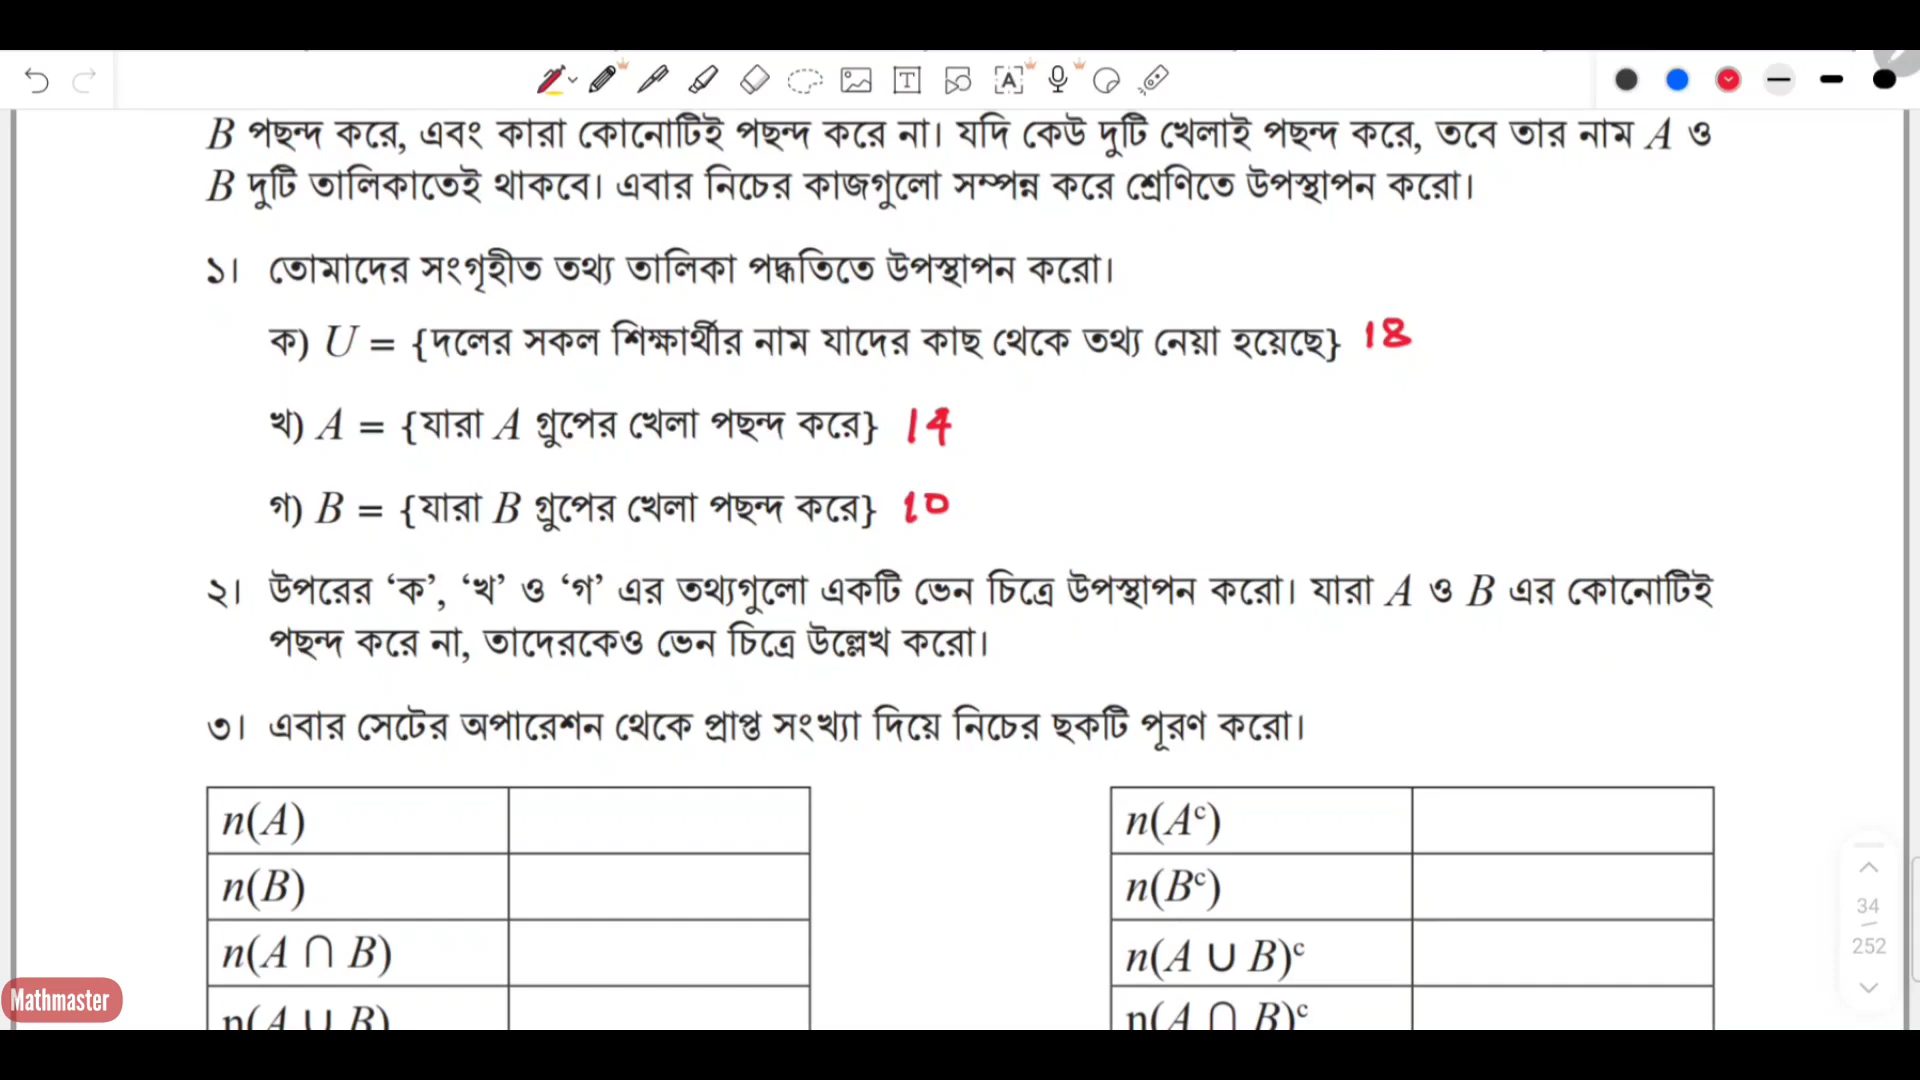 B পছন্দ করে, এবং কারা কোনোটিই পছন্দ করে না। যদি কেউ দুটি খেলাই পছন্দ করে, তবে তার নাম A ও
B দুটি তালিকাতেই থাকবে। এবার নিচের কাজগুলো সম্পন্ন করে শ্রেণিতে উপস্থাপন করো।
১। তোমাদের সংগৃহীত তথ্য তালিকা পদ্ধতিতে উপস্থাপন করো।
ক) U = {দলের সকল শিক্ষার্থীর নাম যাদের কাছ থেকে তথ্য নেয়া হয়েছে} 18
খ) A = {যারা A গ্রুপের খেলা পছন্দ করে} 14
গ) B = {যারা B গ্রুপের খেলা পছন্দ করে} 10
২। উপরের ‘ক’, ‘খ’ ও ‘গ’ এর তথ্যগুলো একটি ভেন চিত্রে উপস্থাপন করো। যারা A ও B এর কোনোটিই
পছন্দ করে না, তাদেরকেও ভেন চিত্রে উল্লেখ করো।
৩। এবার সেটের অপারেশন থেকে প্রাপ্ত সংখ্যা দিয়ে নিচের ছকটি পূরণ করো।
n(A) n(Aᶜ)
n(B) n(Bᶜ)
n(A ∩ B) n(A ∪ B)ᶜ
n(A ∪ B) n(A ∩ B)ᶜ
34
252
Mathmaster